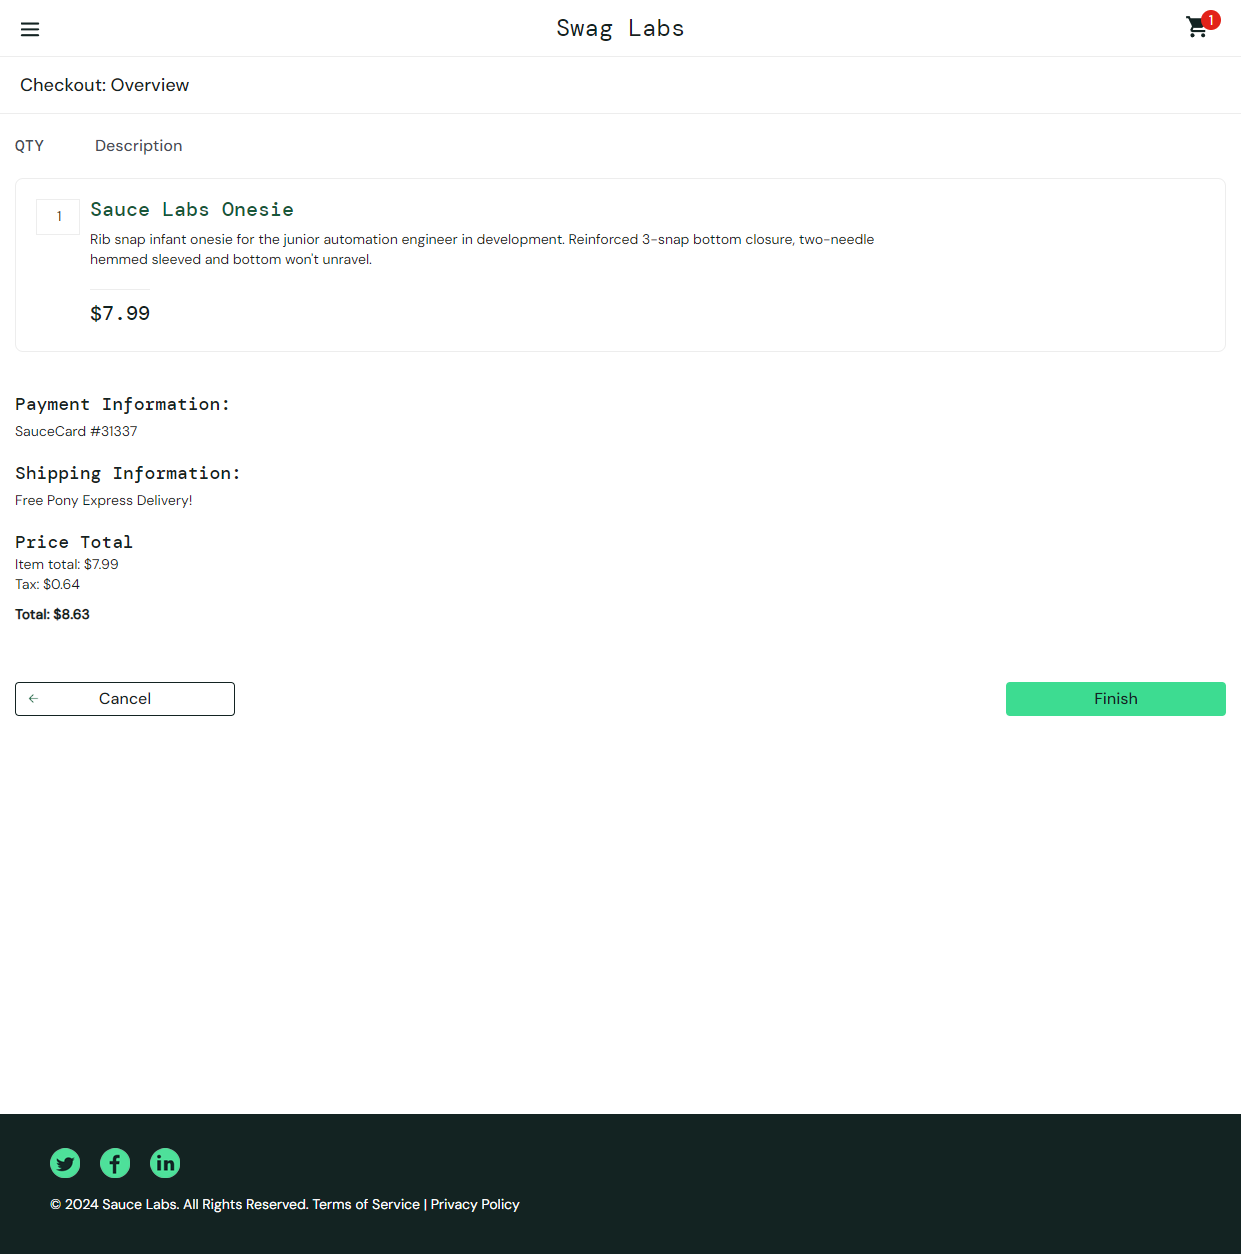 Swag Labs
1
Checkout: Overview
QTY Description
1
Sauce Labs Onesie
Rib snap infant onesie for the junior automation engineer in development. Reinforced 3-snap bottom closure, two-needle
hemmed sleeved and bottom won't unravel.
$7.99
Payment Information:
SauceCard #31337
Shipping Information:
Free Pony Express Delivery!
Price Total
Item total: $7.99
Tax: $0.64
Total: $8.63
Cancel
Finish
© 2024 Sauce Labs. All Rights Reserved. Terms of Service | Privacy Policy